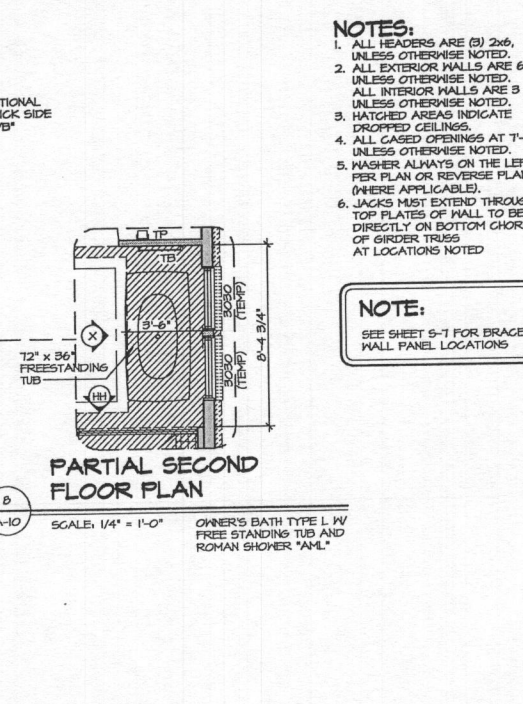 NOTES:
1. ALL HEADERS ARE (3) 2x6,
UNLESS OTHERWISE NOTED.
2. ALL EXTERIOR WALLS ARE 6
UNLESS OTHERWISE NOTED.
ALL INTERIOR WALLS ARE 3
UNLESS OTHERWISE NOTED.
3. HATCHED AREAS INDICATE
DROPPED CEILINGS.
4. ALL CASED OPENINGS AT 7'-
UNLESS OTHERWISE NOTED.
5. WASHER ALWAYS ON THE LEF
PER PLAN OR REVERSE PLAN
(WHERE APPLICABLE).
6. JACKS MUST EXTEND THROUG
TOP PLATES OF WALL TO BE
DIRECTLY ON BOTTOM CHOR
OF GIRDER TRUSS
AT LOCATIONS NOTED
NOTE:
SEE SHEET S-7 FOR BRACE
WALL PANEL LOCATIONS
TIONAL
ICK SIDE
/8"
TP
TB
3030
(TEMP)
3'-6"
8'-4 3/4"
X
72" x 36"
FREESTANDING
TUB
3030
(TEMP)
HH
PARTIAL SECOND
FLOOR PLAN
8
-10
SCALE: 1/4" = 1'-0"
OWNER'S BATH TYPE L W/
FREE STANDING TUB AND
ROMAN SHOWER "AML"